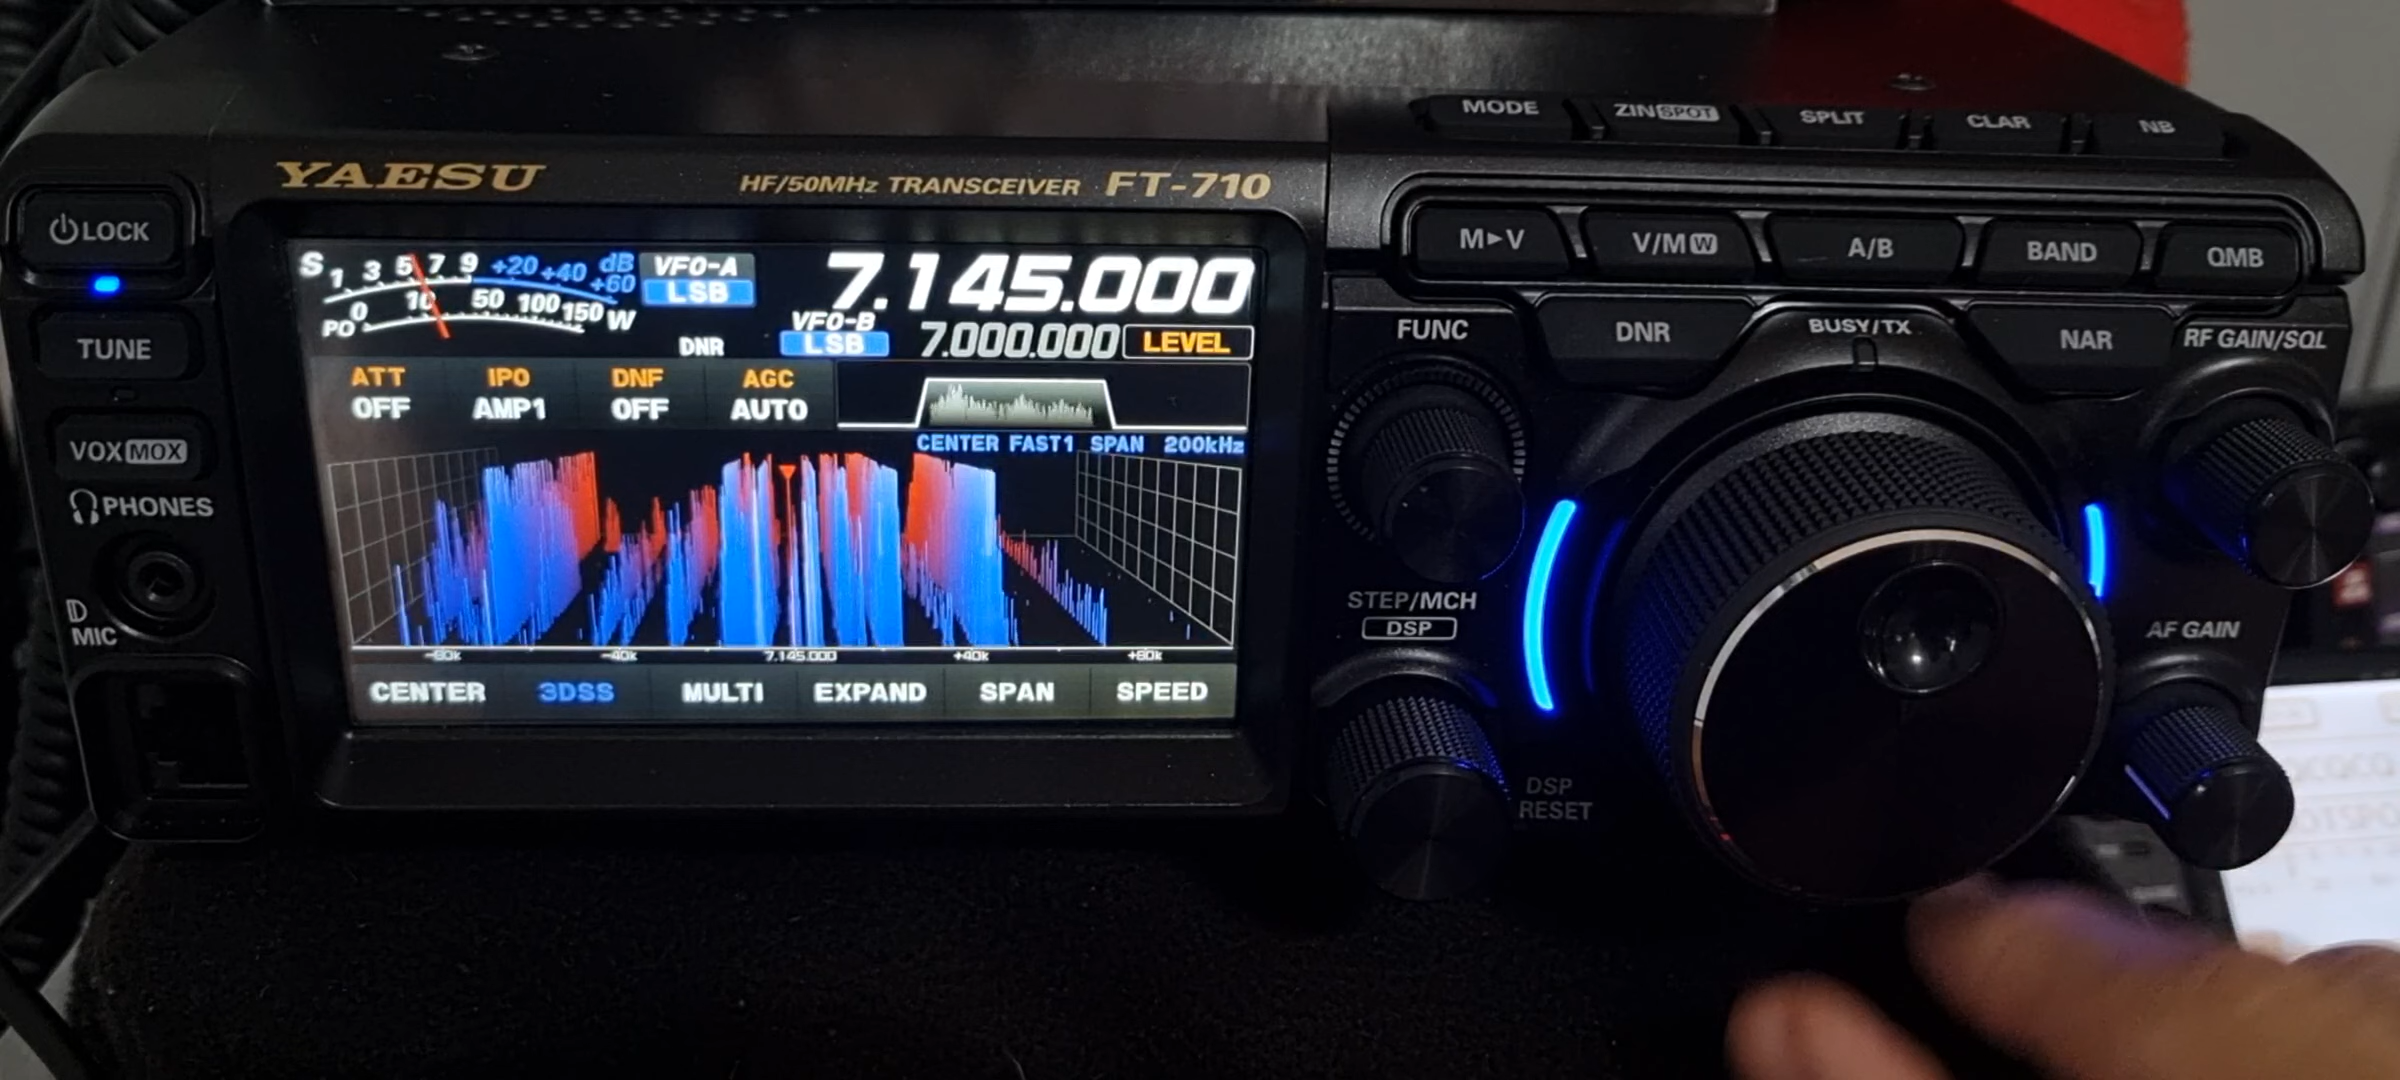 MODE ZIN SPOT SPLIT CLAR NB
YAESU HF/50MHz TRANSCEIVER FT-710
LOCK
M►V V/M W A/B BAND QMB
S 1 3 5 7 9 +20 +40 +60 dB
VFO-A
LSB
7.145.000
PO 0 10 50 100 150 W
VFO-B
LSB
DNR
7.000.000
LEVEL
TUNE
FUNC DNR BUSY/TX NAR RF GAIN/SQL
ATT IPO DNF AGC
OFF AMP1 OFF AUTO
VOX MOX
CENTER FAST1 SPAN 200kHz
PHONES
MIC
STEP/MCH
DSP
AF GAIN
-80k -40k 7.145.000 +40k +80k
CENTER 3DSS MULTI EXPAND SPAN SPEED
DSP
RESET